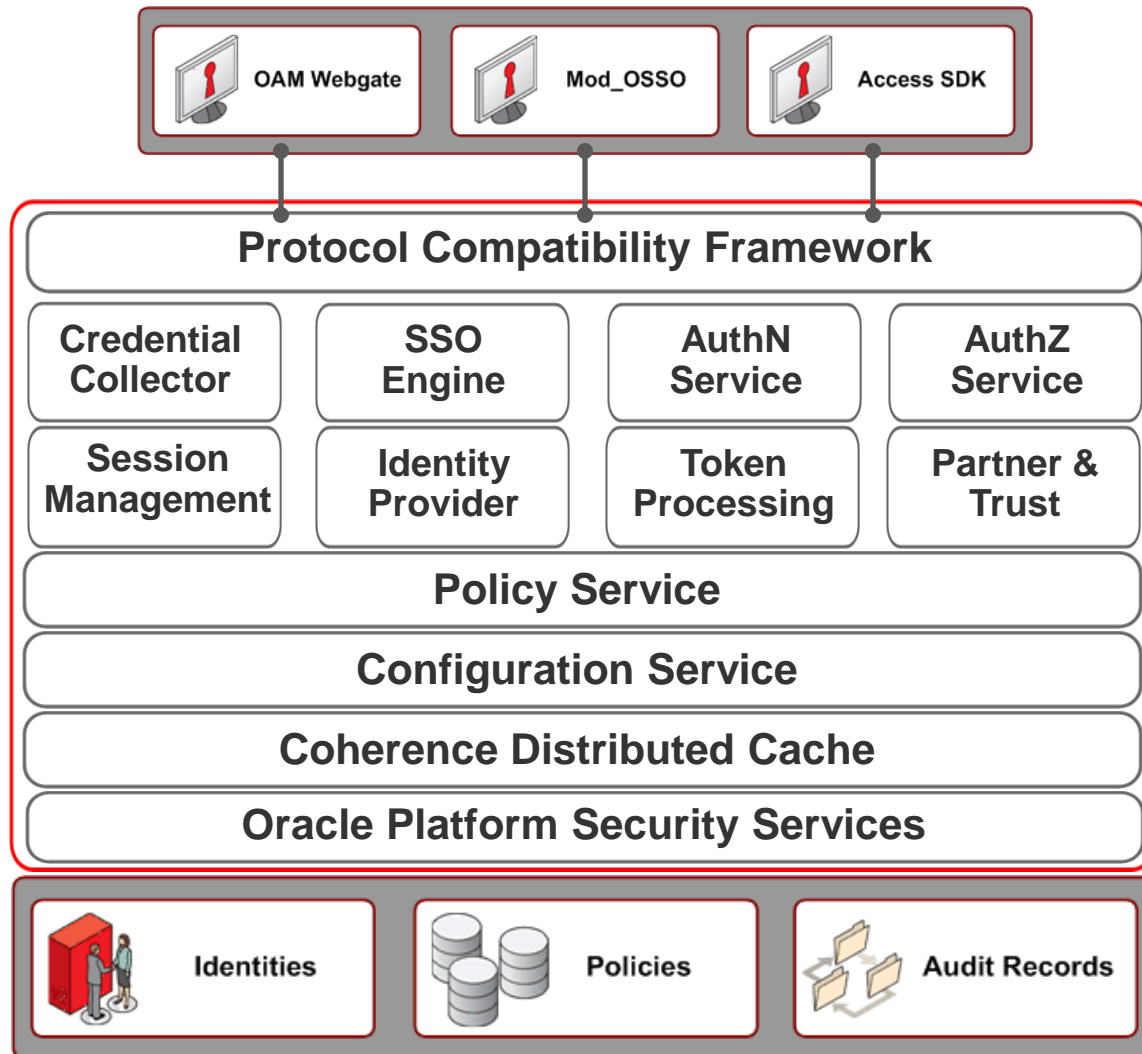 OAM Webgate
Mod_OSSO
Access SDK
Protocol Compatibility Framework
Credential
Collector
SSO
Engine
AuthN
Service
AuthZ
Service
Session
Management
Identity
Provider
Token
Processing
Partner &
Trust
Policy Service
Configuration Service
Coherence Distributed Cache
Oracle Platform Security Services
Identities
Policies
Audit Records